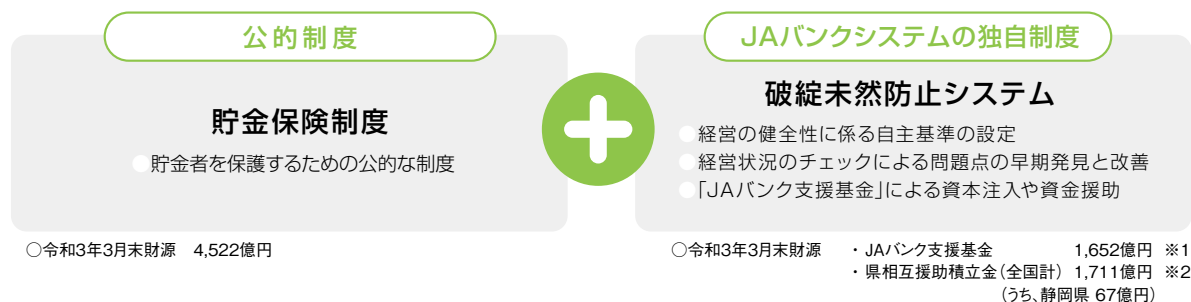 公的制度
貯金保険制度
●貯金者を保護するための公的な制度
○令和3年3月末財源 4,522億円
JAバンクシステムの独自制度
破綻未然防止システム
●経営の健全性に係る自主基準の設定
●経営状況のチェックによる問題点の早期発見と改善
●「JAバンク支援基金」による資本注入や資金援助
○令和3年3月末財源 ・JAバンク支援基金 1,652億円 ※1
・県相互援助積立金(全国計) 1,711億円 ※2
(うち、静岡県 67億円)